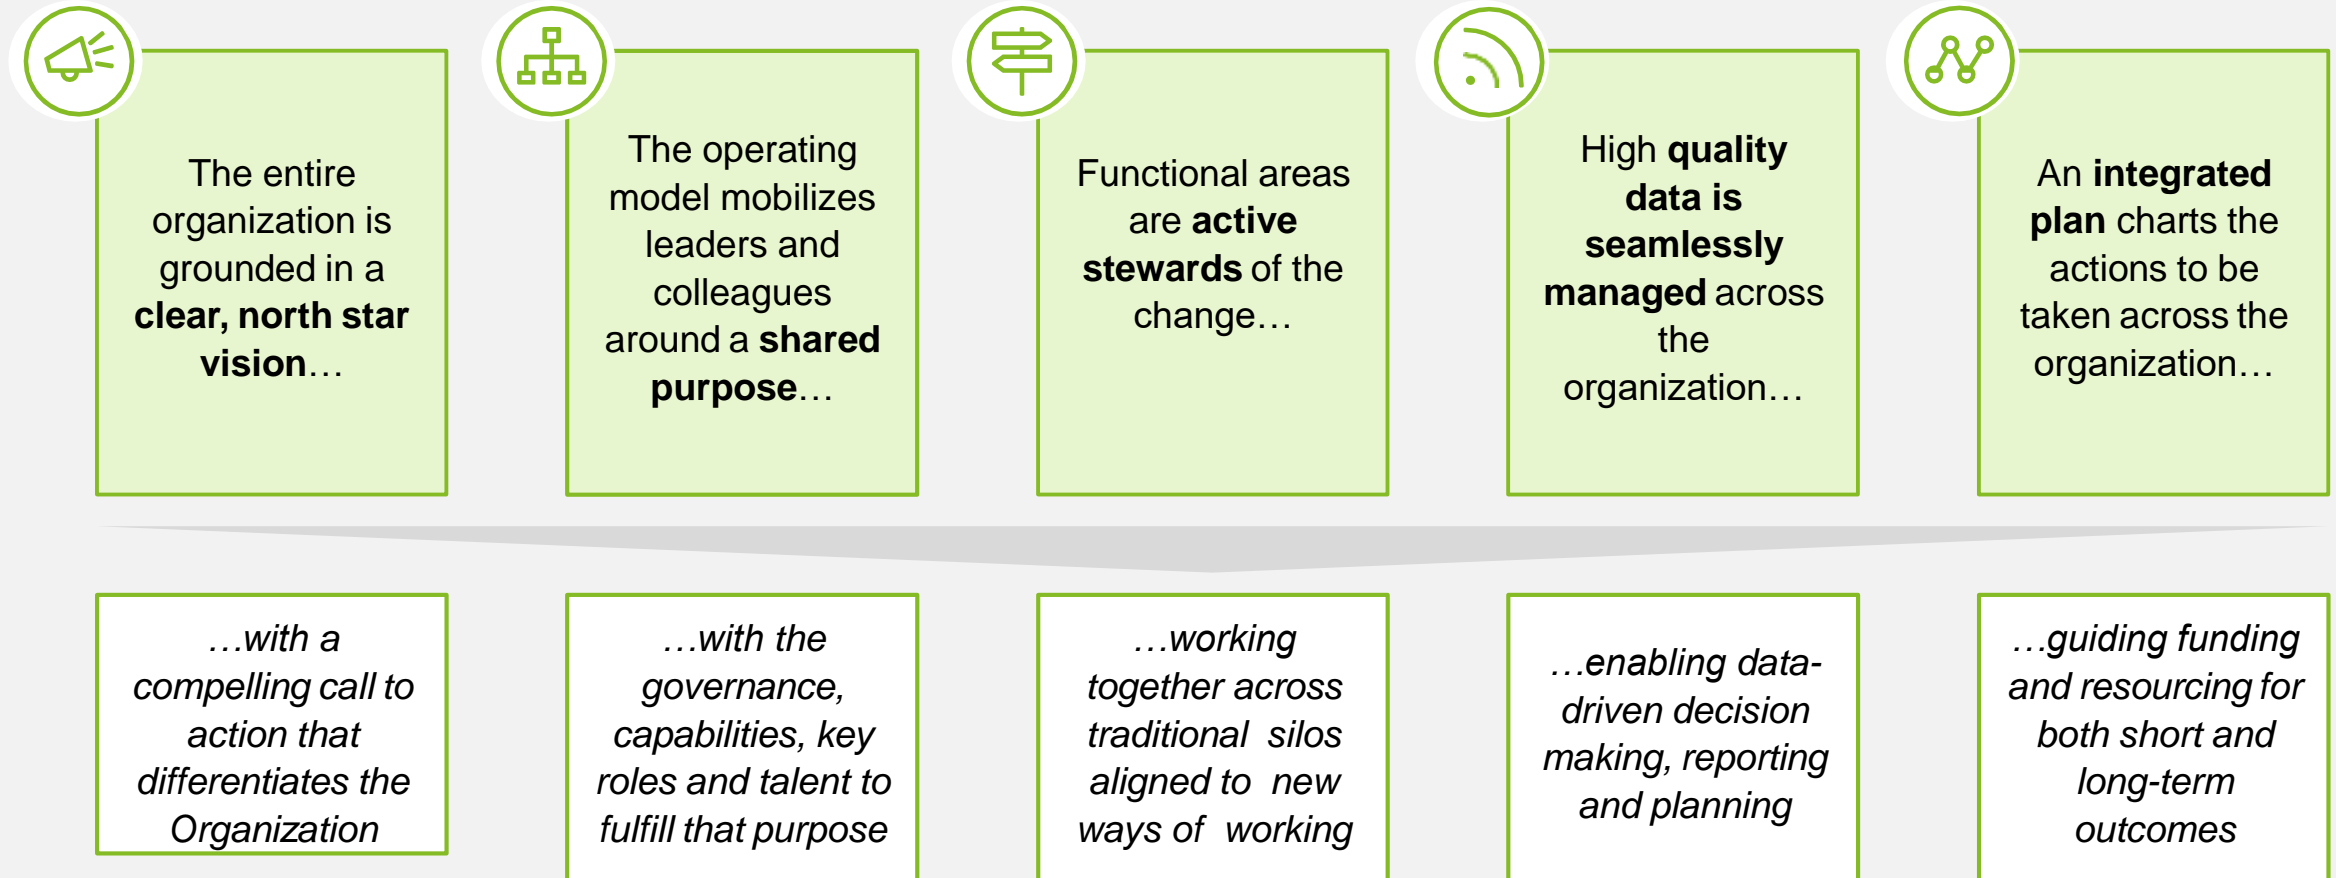 The entire
organization is
grounded in a
clear, north star
vision…
The operating
model mobilizes
leaders and
colleagues
around a shared
purpose…
Functional areas
are active
stewards of the
change…
High quality
data is
seamlessly
managed across
the
organization…
An integrated
plan charts the
actions to be
taken across the
organization…
…with a
compelling call to
action that
differentiates the
Organization
…with the
governance,
capabilities, key
roles and talent to
fulfill that purpose
…working
together across
traditional silos
aligned to new
ways of working
…enabling data-
driven decision
making, reporting
and planning
…guiding funding
and resourcing for
both short and
long-term
outcomes